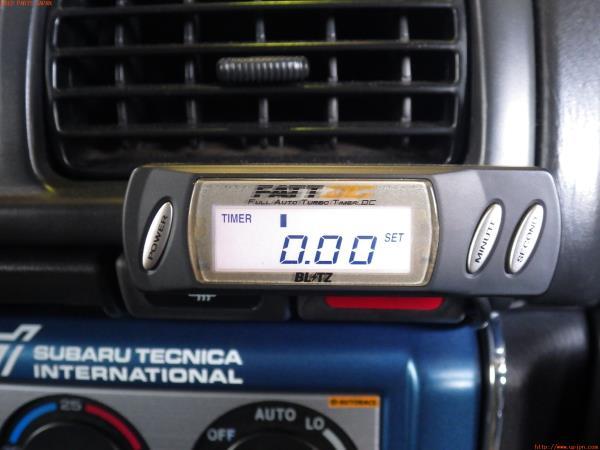 FATT DC
FULL AUTO TURBO TIMER DC
POWER
TIMER
0.00
SET
MINUTE
SECOND
BLITZ
SUBARU TECNICA
INTERNATIONAL
25
AUTO
LO
OFF